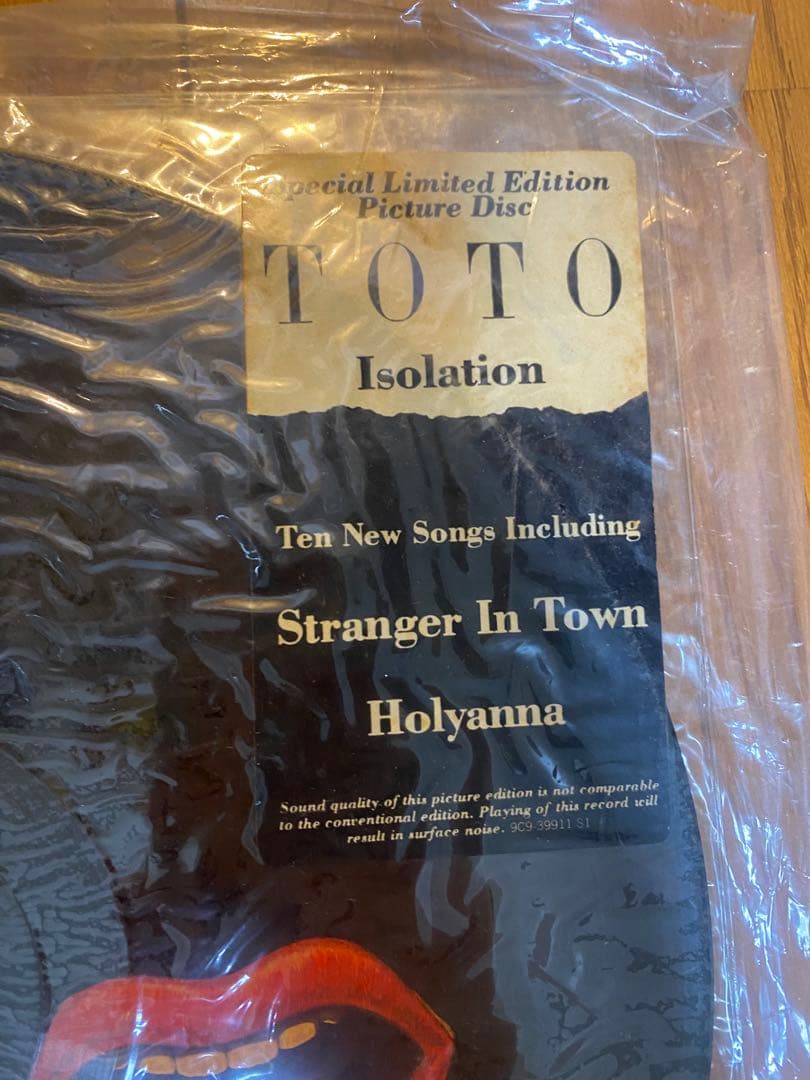 Special Limited Edition
Picture Disc
TOTO
Isolation
Ten New Songs Including
Stranger In Town
Holyanna
Sound quality of this picture edition is not comparable
to the conventional edition. Playing of this record will
result in surface noise. 9C9 39911 S1